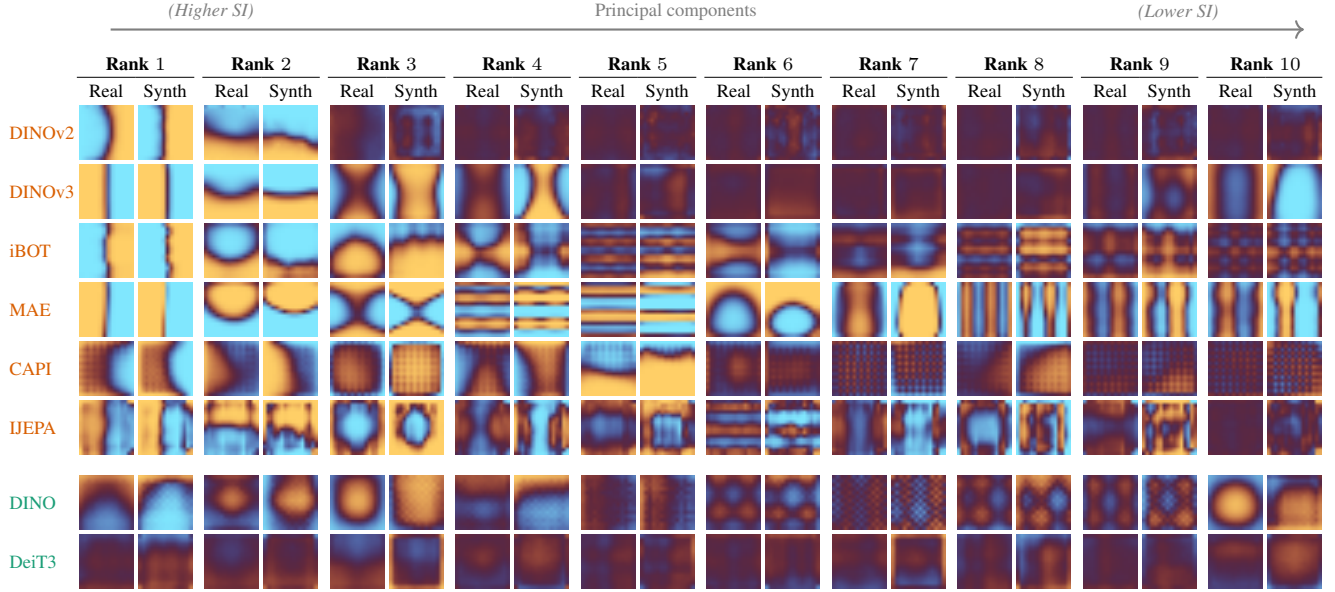 (Higher SI) Principal components (Lower SI)
Rank 1 Rank 2 Rank 3 Rank 4 Rank 5 Rank 6 Rank 7 Rank 8 Rank 9 Rank 10
Real Synth Real Synth Real Synth Real Synth Real Synth Real Synth Real Synth Real Synth Real Synth Real Synth
DINOv2
DINOv3
iBOT
MAE
CAPI
IJEPA
DINO
DeiT3